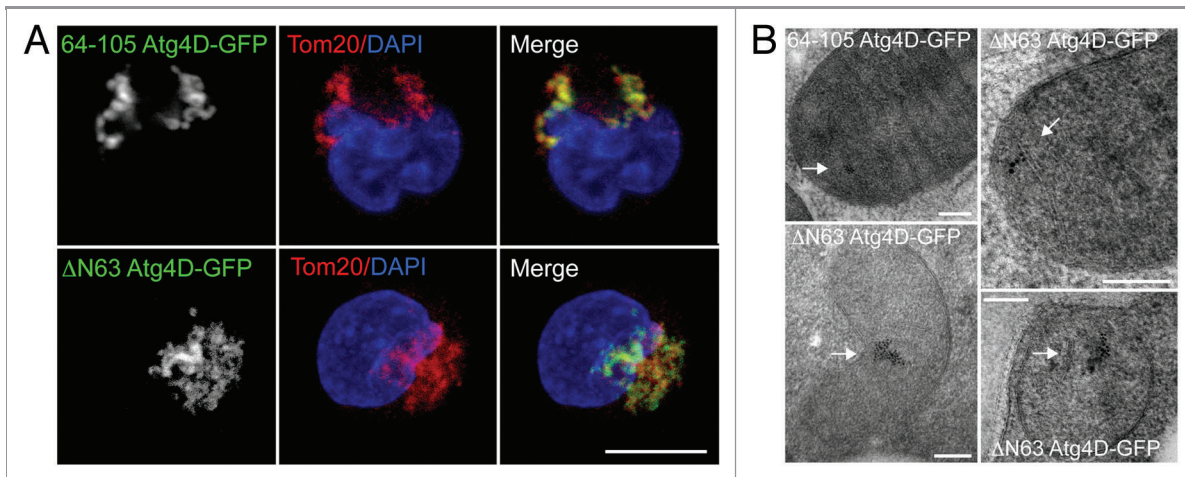 A
64-105 Atg4D-GFP
Tom20/DAPI
Merge
ΔN63 Atg4D-GFP
Tom20/DAPI
Merge
B
64-105 Atg4D-GFP
ΔN63 Atg4D-GFP
ΔN63 Atg4D-GFP
ΔN63 Atg4D-GFP